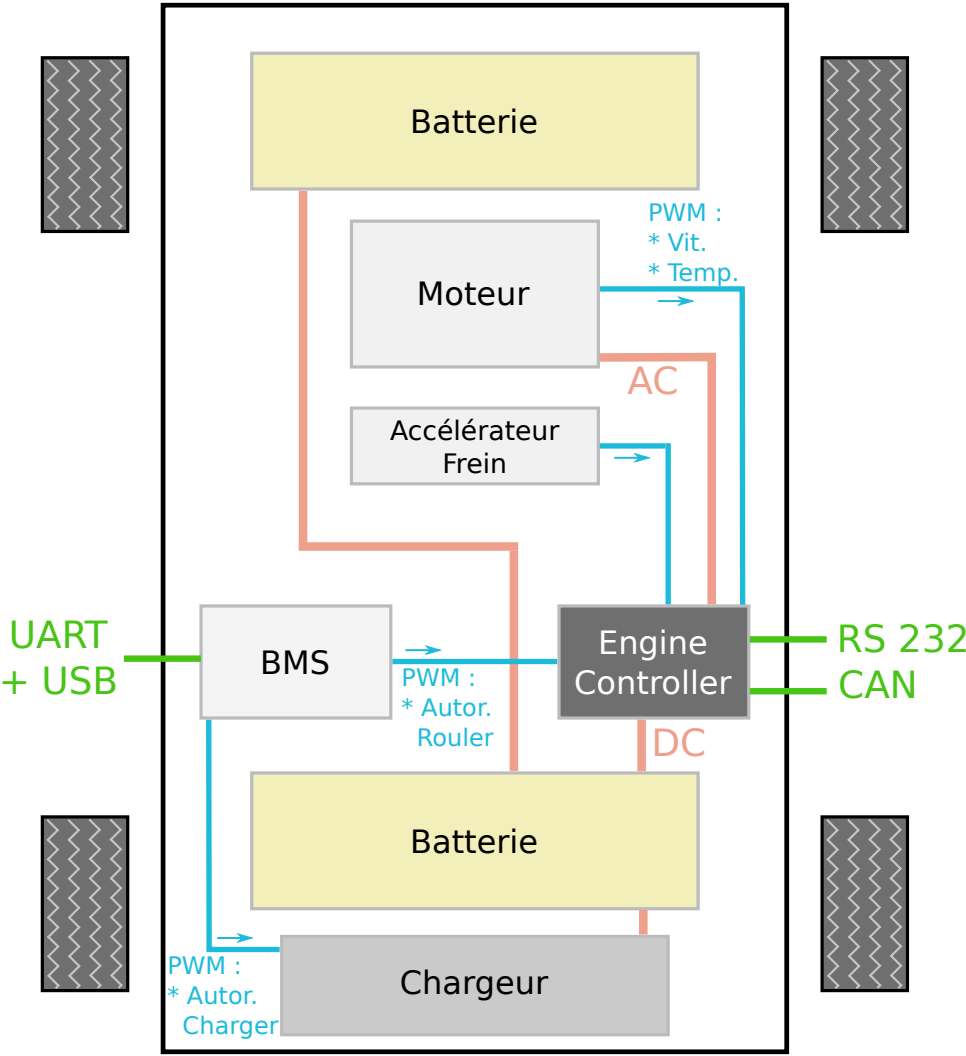 Batterie
PWM :
* Vit.
* Temp.
Moteur
AC
Accélérateur
Frein
UART
+ USB
BMS
Engine
Controller
RS 232
CAN
PWM :
* Autor.
Rouler
DC
Batterie
PWM :
* Autor.
Charger
Chargeur